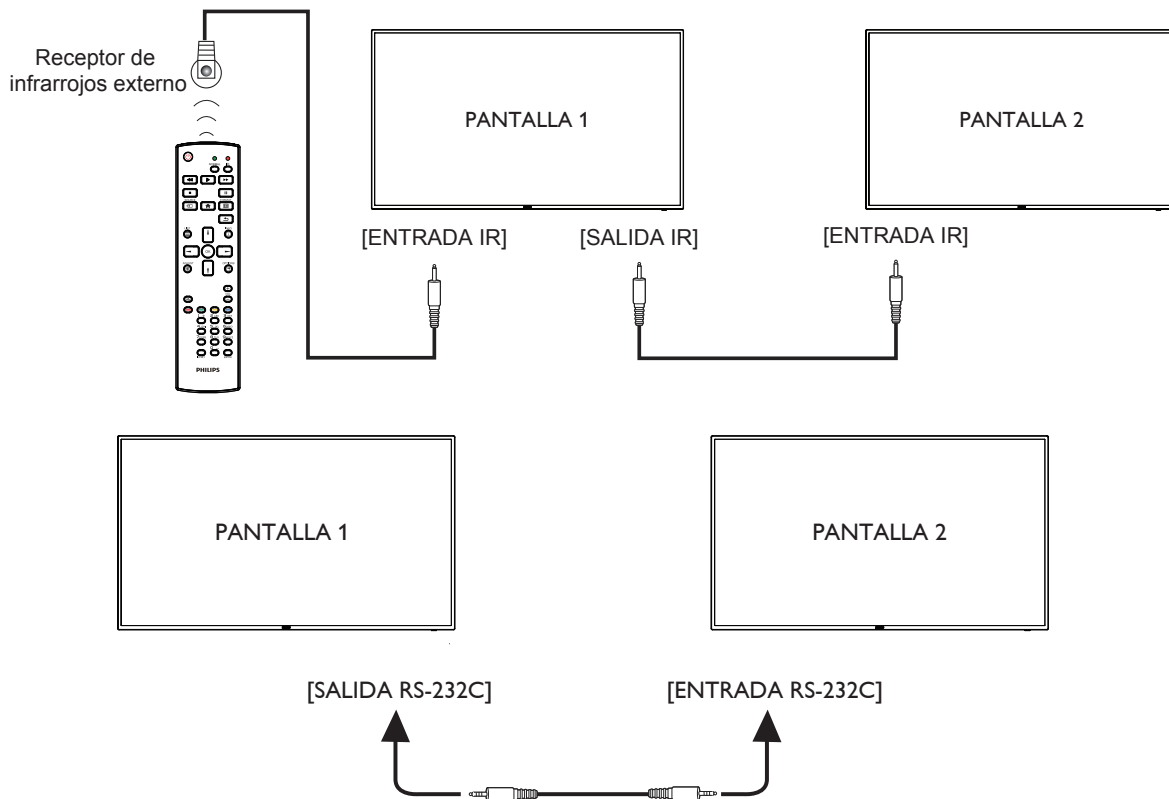 Receptor de
infrarrojos externo
PANTALLA 1
PANTALLA 2
[ENTRADA IR]
[SALIDA IR]
[ENTRADA IR]
PHILIPS
PANTALLA 1
PANTALLA 2
[SALIDA RS-232C]
[ENTRADA RS-232C]